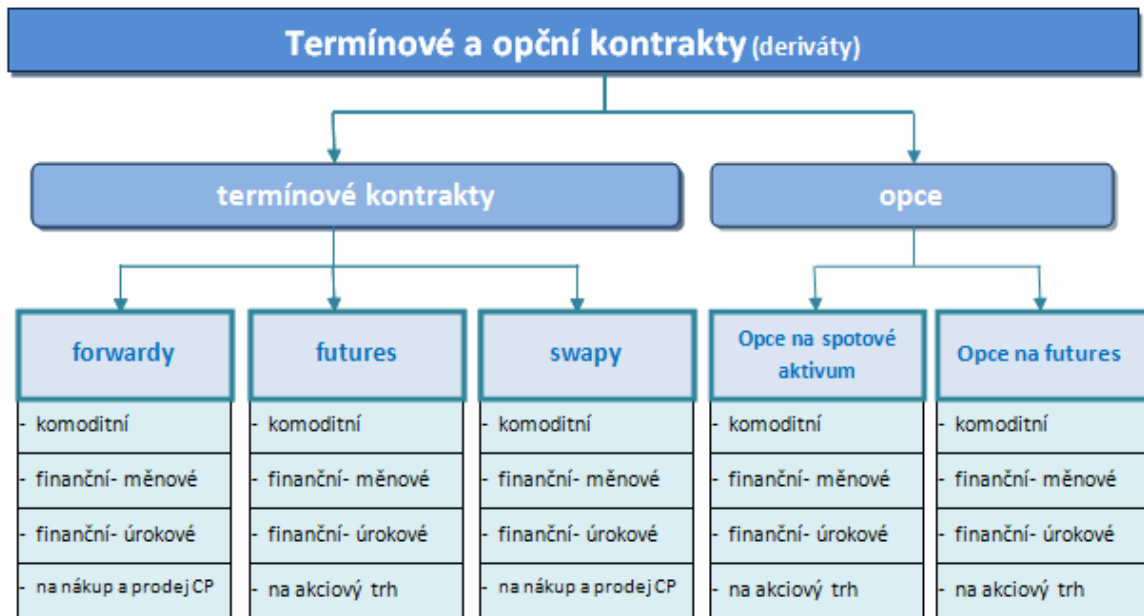 Termínové a opční kontrakty (deriváty)
termínové kontrakty
opce
forwardy
futures
swapy
Opce na spotové
aktivum
Opce na futures
- komoditní
- komoditní
- komoditní
- komoditní
- komoditní
- finanční- měnové
- finanční- měnové
- finanční- měnové
- finanční- měnové
- finanční- měnové
- finanční- úrokové
- finanční- úrokové
- finanční- úrokové
- finanční- úrokové
- finanční- úrokové
- na nákup a prodej CP
- na akciový trh
- na nákup a prodej CP
- na akciový trh
- na akciový trh